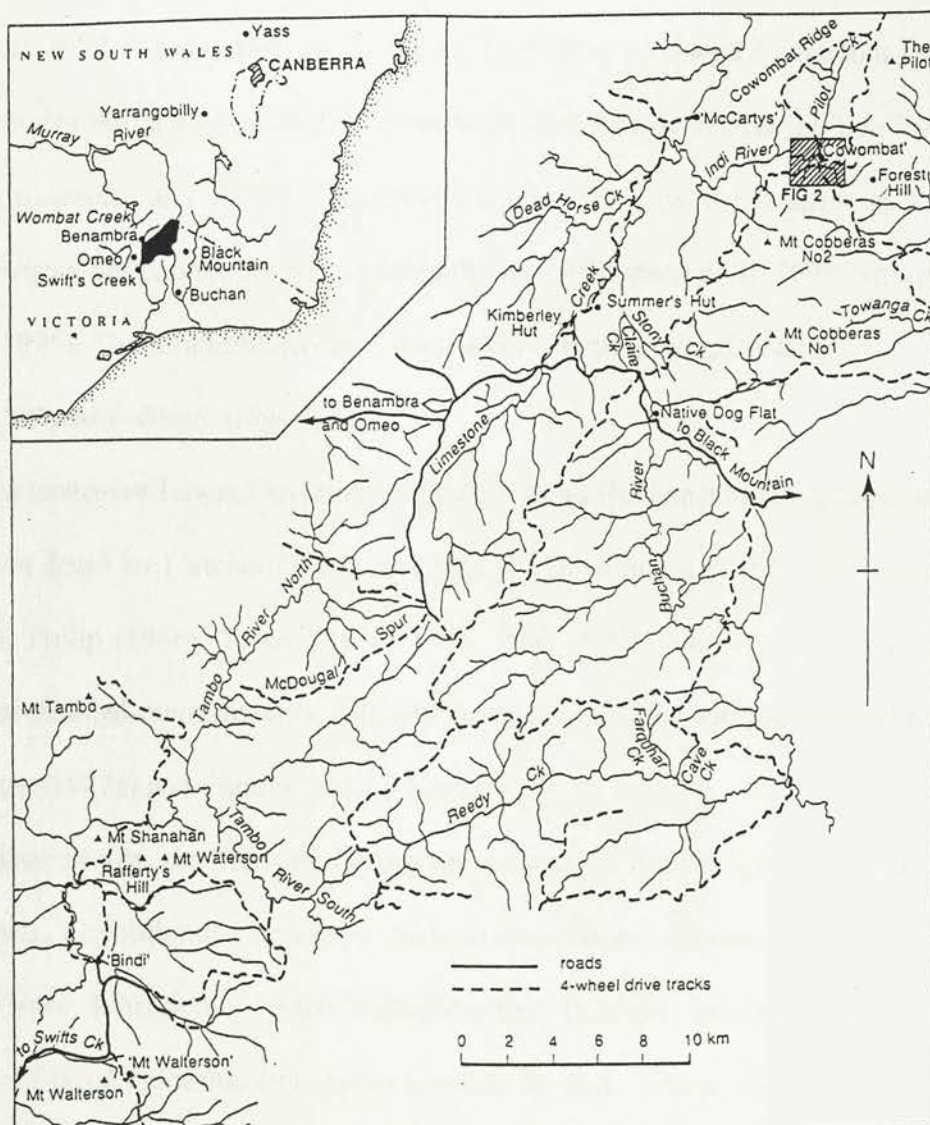 NEW SOUTH WALES
Yass
CANBERRA
Yarrangobilly
Murray River
Wombat Creek
Benambra
Omeo
Swift's Creek
Black Mountain
Buchan
VICTORIA
Cowombat Ridge
Pilot Ck
The Pilot
'McCartys'
Indi River
'Cowombat'
Forest Hill
FIG 2
Dead Horse Ck
Mt Cobberas No2
Towanga Ck
Mt Cobberas No1
Limestone Creek
Summer's Hut
Kimberley Hut
Claire
Stony Ck
to Benambra and Omeo
Native Dog Flat
to Black Mountain
N
Buchan River
Tambo River North
McDougal Spur
Mt Tambo
Farquhar Ck
Cave Ck
Reedy Ck
Mt Shanahan
Mt Waterson
Rafferty's Hill
Tambo River South
'Bindi'
to Swifts Ck
'Mt Walterson'
Mt Walterson
roads
4-wheel drive tracks
0 2 4 6 8 10 km